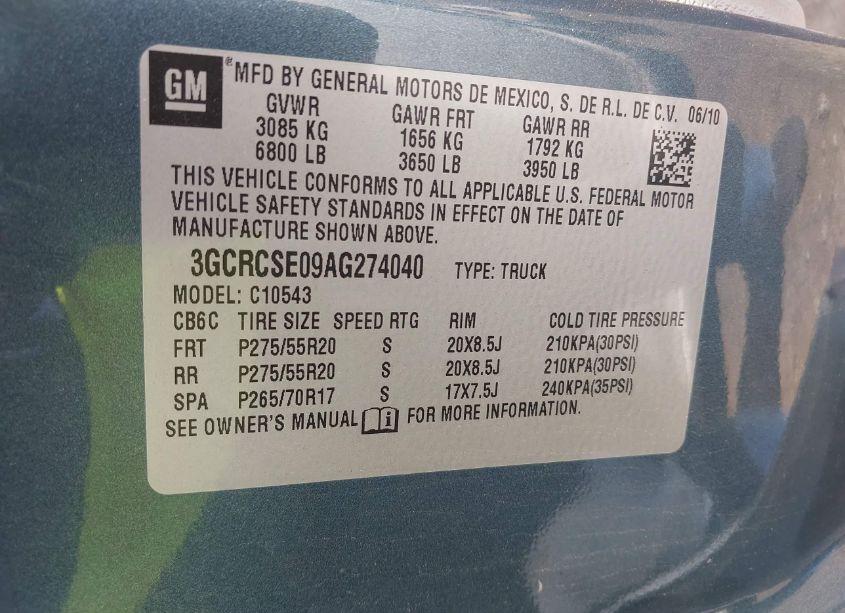 GM ® MFD BY GENERAL MOTORS DE MEXICO, S. DE R.L. DE C.V. 06/10
GVWR GAWR FRT GAWR RR
3085 KG 1656 KG 1792 KG
6800 LB 3650 LB 3950 LB
THIS VEHICLE CONFORMS TO ALL APPLICABLE U.S. FEDERAL MOTOR
VEHICLE SAFETY STANDARDS IN EFFECT ON THE DATE OF
MANUFACTURE SHOWN ABOVE.
3GCRCSE09AG274040 TYPE: TRUCK
MODEL: C10543
CB6C TIRE SIZE SPEED RTG RIM COLD TIRE PRESSURE
FRT P275/55R20 S 20X8.5J 210KPA(30PSI)
RR P275/55R20 S 20X8.5J 210KPA(30PSI)
SPA P265/70R17 S 17X7.5J 240KPA(35PSI)
SEE OWNER'S MANUAL i FOR MORE INFORMATION.